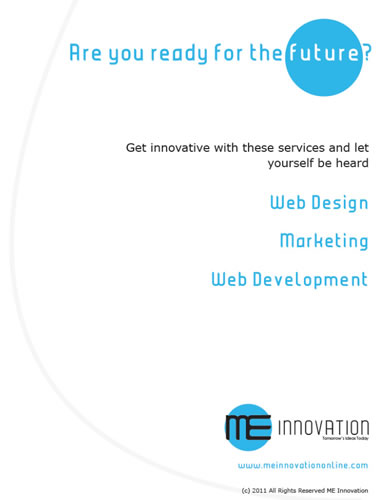 Are you ready for the future?
Get innovative with these services and let
yourself be heard
Web Design
Marketing
Web Development
ME INNOVATION
Tomorrow's Ideas Today
www.meinnovationonline.com
(c) 2011 All Rights Reserved ME Innovation